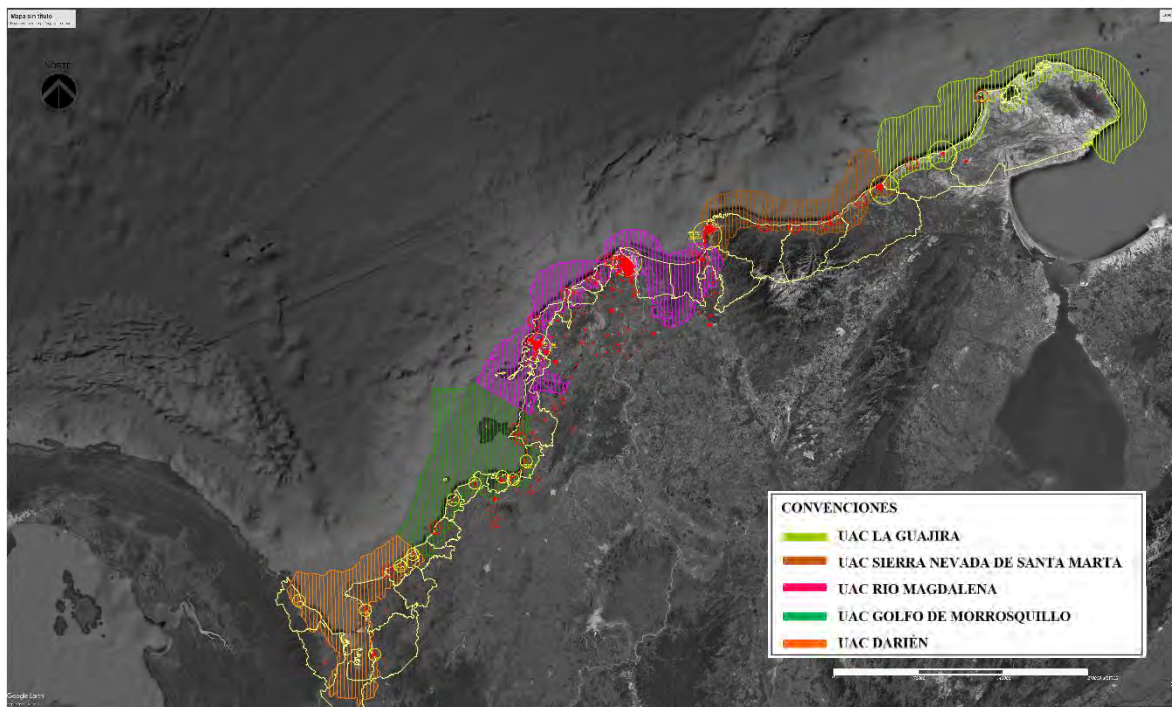 Mapa sin título
NORTE
CONVENCIONES
UAC LA GUAJIRA
UAC SIERRA NEVADA DE SANTA MARTA
UAC RIO MAGDALENA
UAC GOLFO DE MORROSQUILLO
UAC DARIÉN
Google Earth